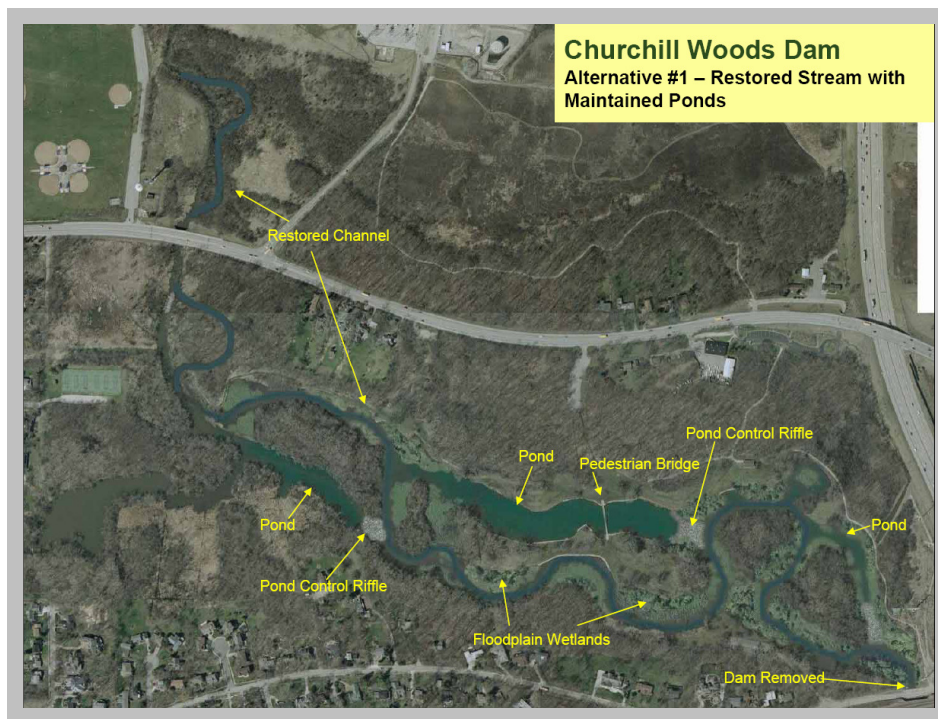 Churchill Woods Dam
Alternative #1 – Restored Stream with
Maintained Ponds
Restored Channel
Pond Control Riffle
Pond
Pedestrian Bridge
Pond
Pond
Pond Control Riffle
Floodplain Wetlands
Dam Removed